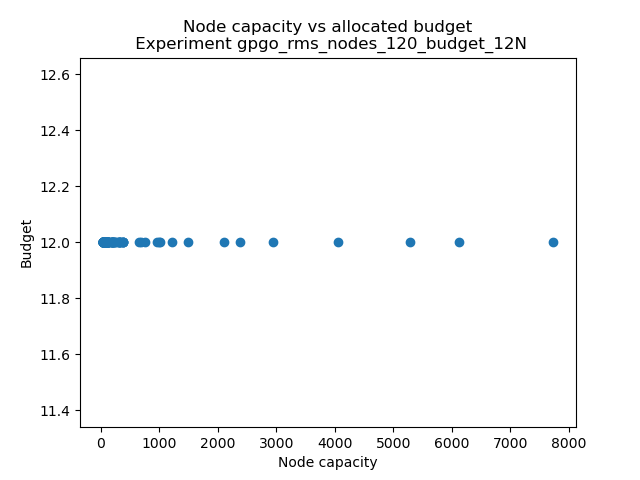 Node capacity vs allocated budget
Experiment gpgo_rms_nodes_120_budget_12N
12.6
12.4
12.2
12.0
11.8
11.6
11.4
Budget
0 1000 2000 3000 4000 5000 6000 7000 8000
Node capacity